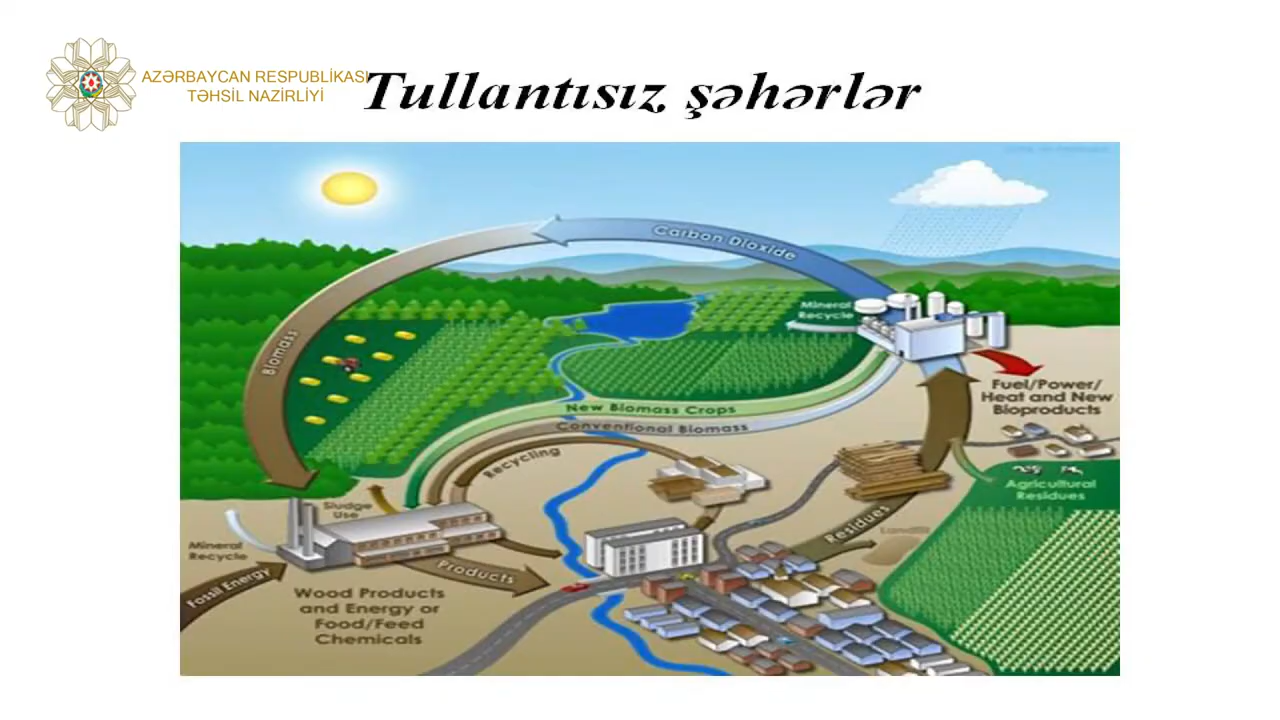 AZƏRBAYCAN RESPUBLİKASI
TƏHSİL NAZİRLİYİ
Tullantısız şəhərlər
Carbon Dioxide
Biomass
Mineral
Recycle
Fuel/Power/
Heat and New
Bioproducts
New Biomass Crops
Conventional Biomass
Recycling
Agricultural
Residues
Sludge
Use
Residues
Landfill
Mineral
Recycle
Fossil Energy
Products
Wood Products
and Energy or
Food/Feed
Chemicals